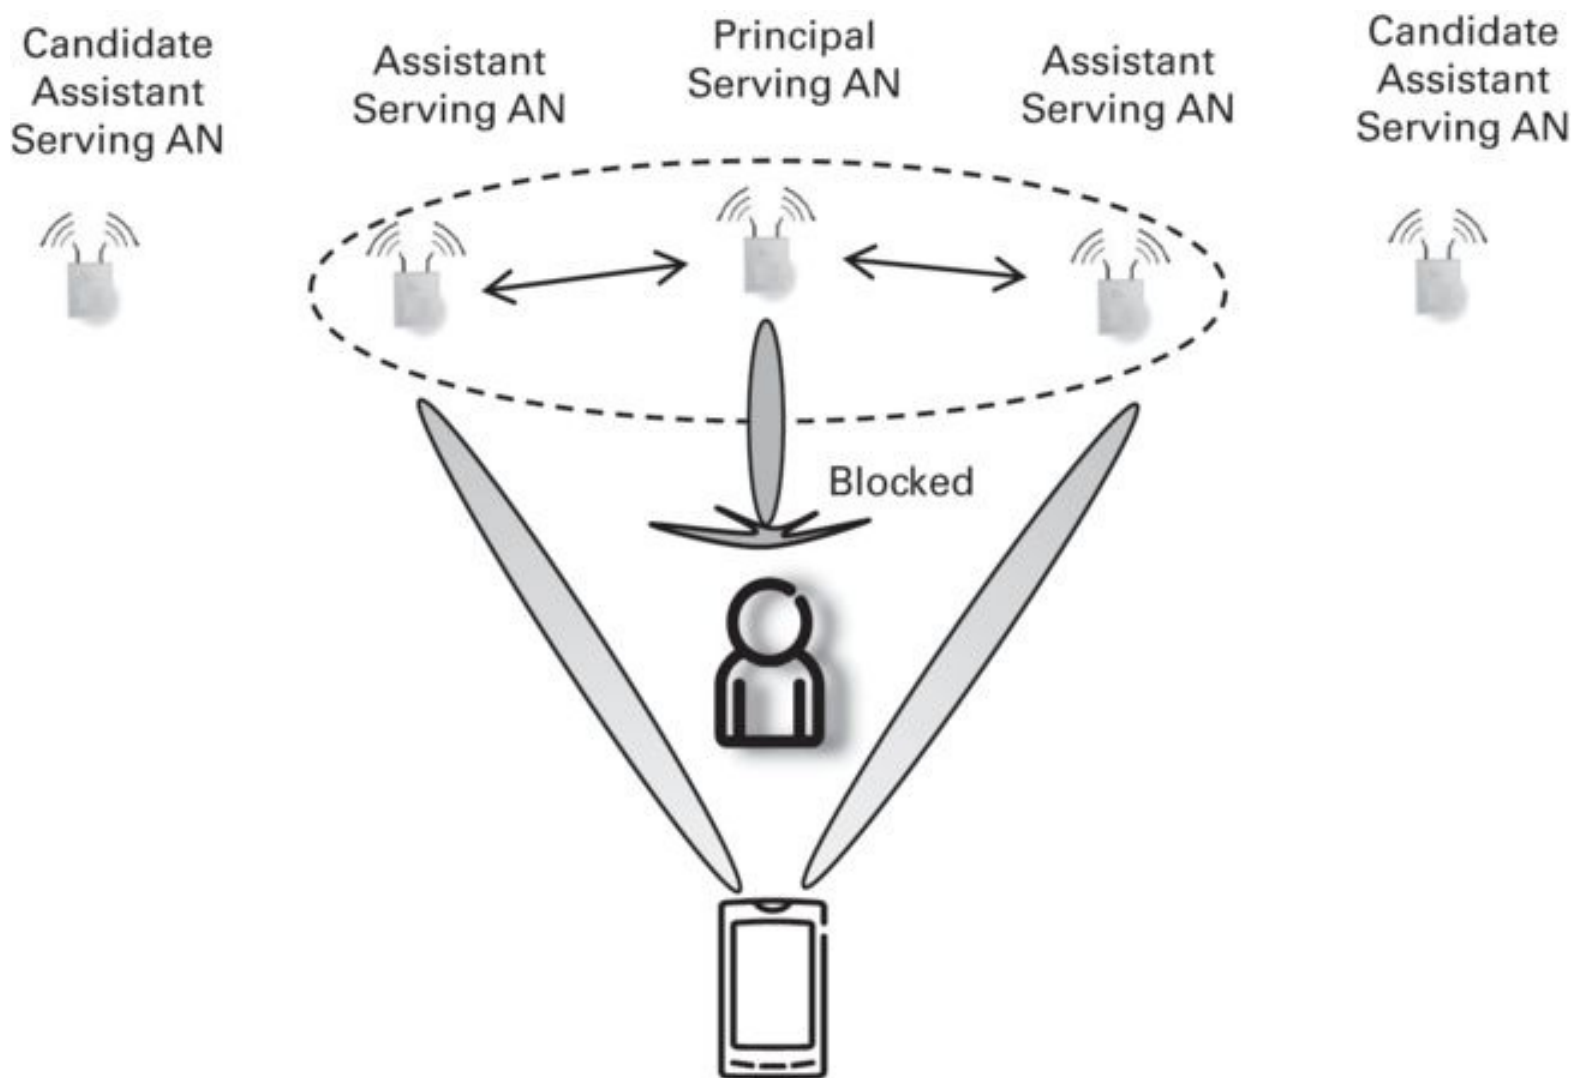 Candidate
Assistant
Serving AN
Assistant
Serving AN
Principal
Serving AN
Assistant
Serving AN
Candidate
Assistant
Serving AN
Blocked